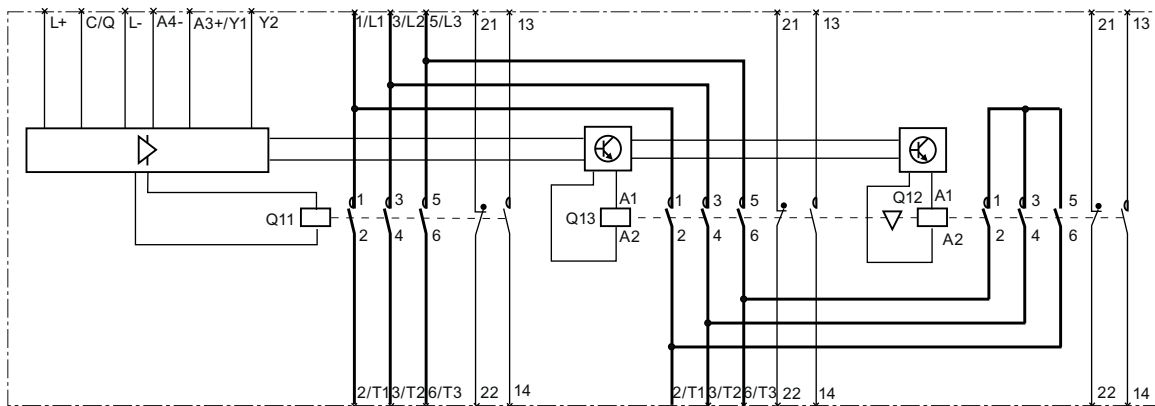 L+ C/Q L- A4- A3+/Y1 Y2 1/L1 3/L2 5/L3 21 13 21 13 21 13
Q11 1 3 5 Q13 A1 1 3 5 Q12 A1 1 3 5
2 4 6 A2 2 4 6 A2 2 4 6
2/T1 3/T2 6/T3 22 14 2/T1 3/T2 6/T3 22 14 22 14